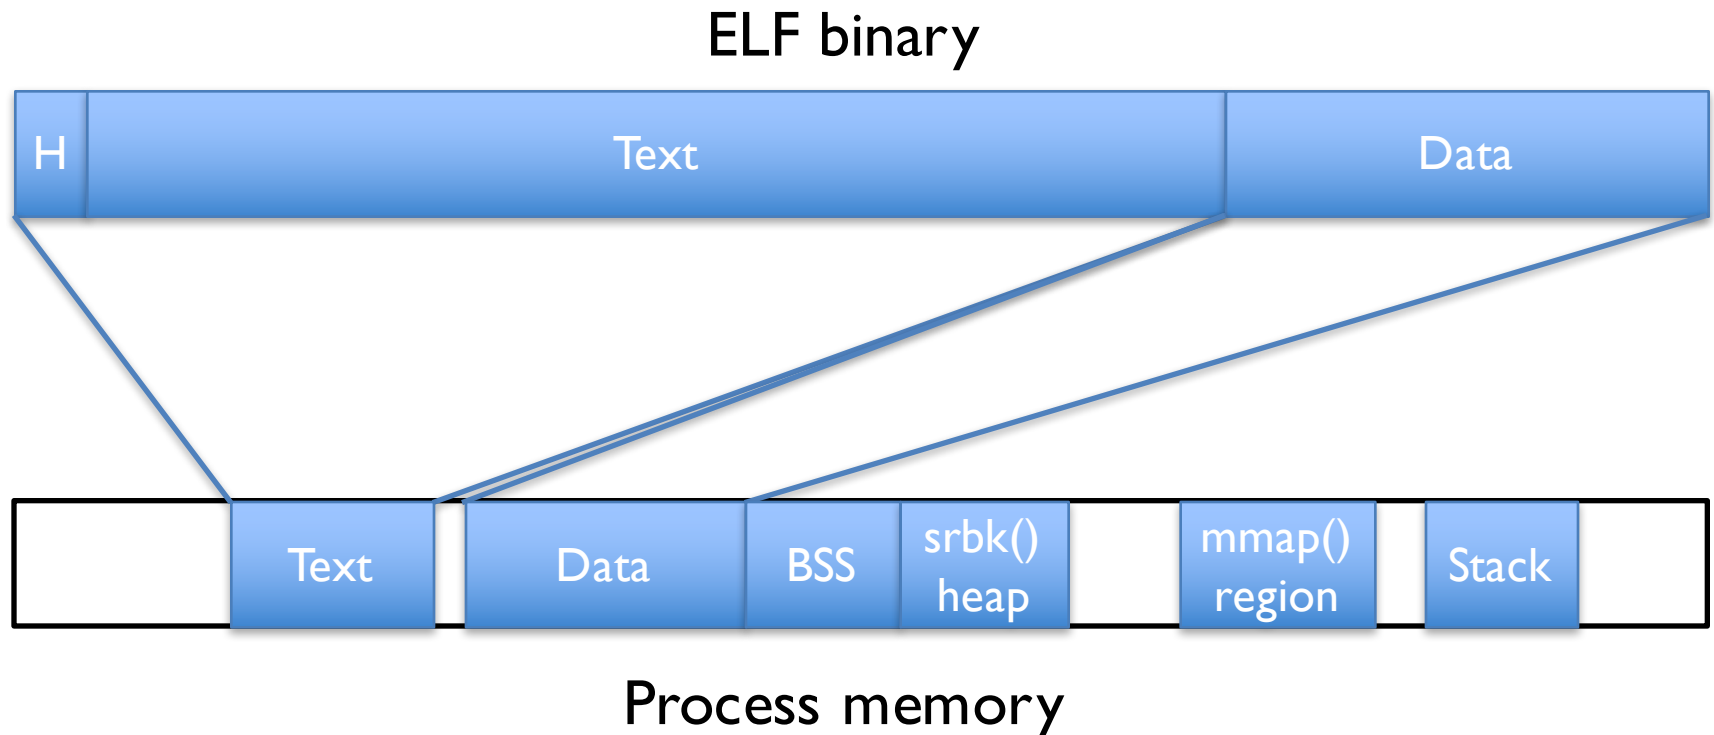 ELF binary
H
Text
Data
Text
Data
BSS
srbk()
heap
mmap()
region
Stack
Process memory